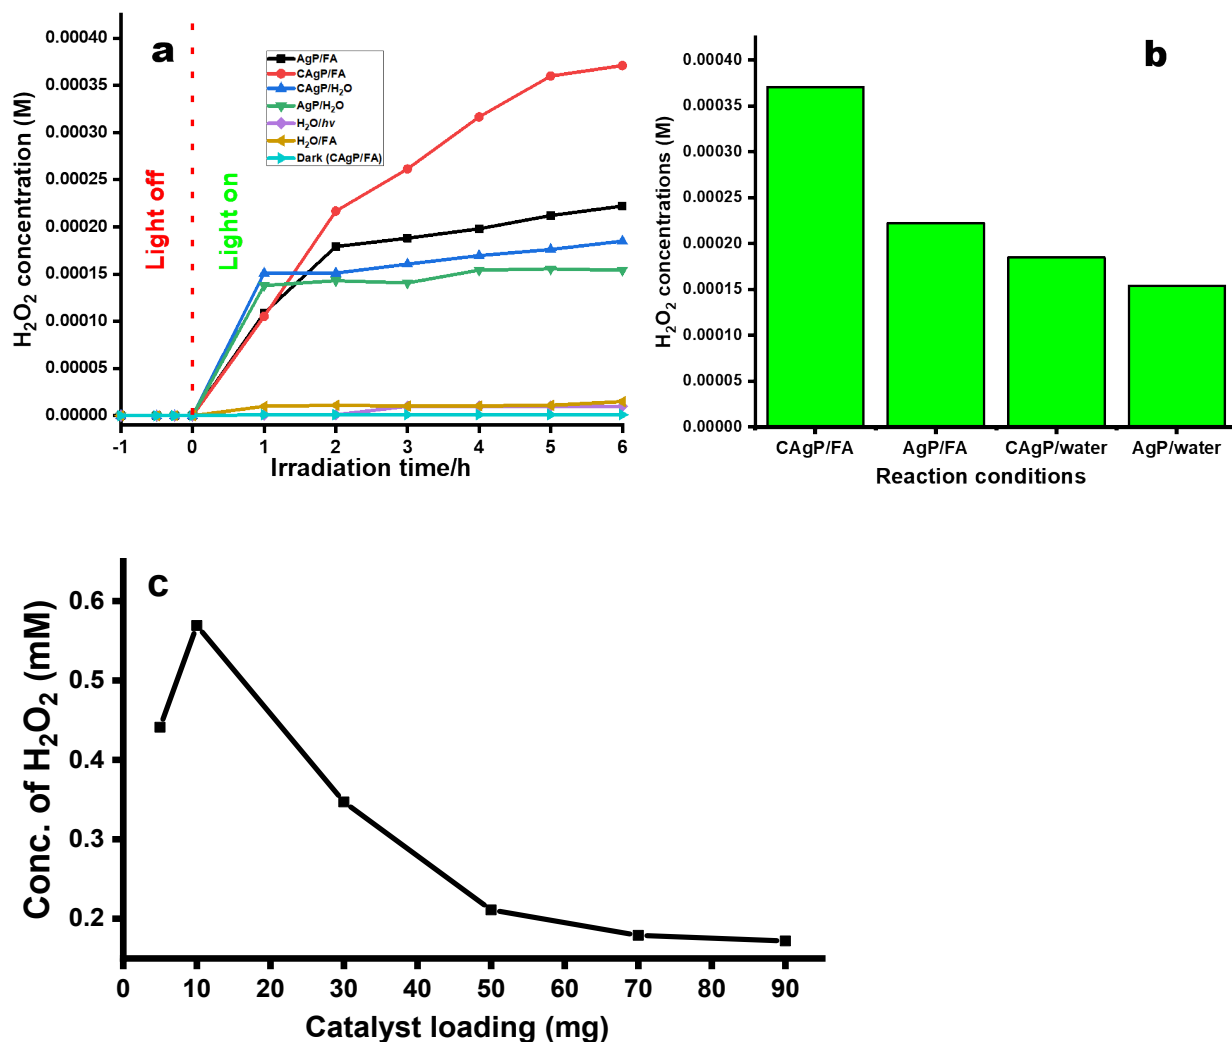 a
H₂O₂ concentration (M)
0.00040
0.00035
0.00030
0.00025
0.00020
0.00015
0.00010
0.00005
0.00000
Light off
Light on
AgP/FA
CAgP/FA
CAgP/H₂O
AgP/H₂O
H₂O/hv
H₂O/FA
Dark (CAgP/FA)
-1 0 1 2 3 4 5 6
Irradiation time/h
b
H₂O₂ concentrations (M)
0.00040
0.00035
0.00030
0.00025
0.00020
0.00015
0.00010
0.00005
0.00000
CAgP/FA AgP/FA CAgP/water AgP/water
Reaction conditions
c
Conc. of H₂O₂ (mM)
0.6
0.5
0.4
0.3
0.2
0 10 20 30 40 50 60 70 80 90
Catalyst loading (mg)